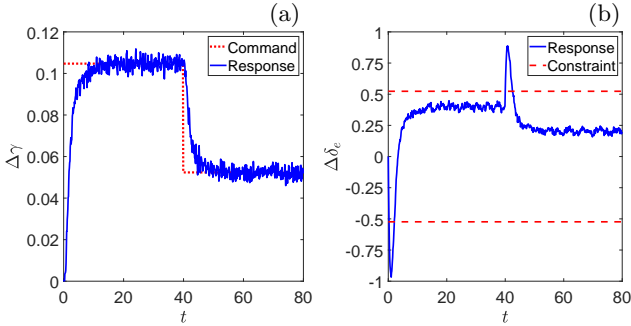 (a)
0.12
0.1
0.08
0.06
0.04
0.02
0
Δγ
Command
Response
0 20 40 60 80
t
(b)
1
0.75
0.5
0.25
0
-0.25
-0.5
-0.75
-1
Δδₑ
Response
Constraint
0 20 40 60 80
t